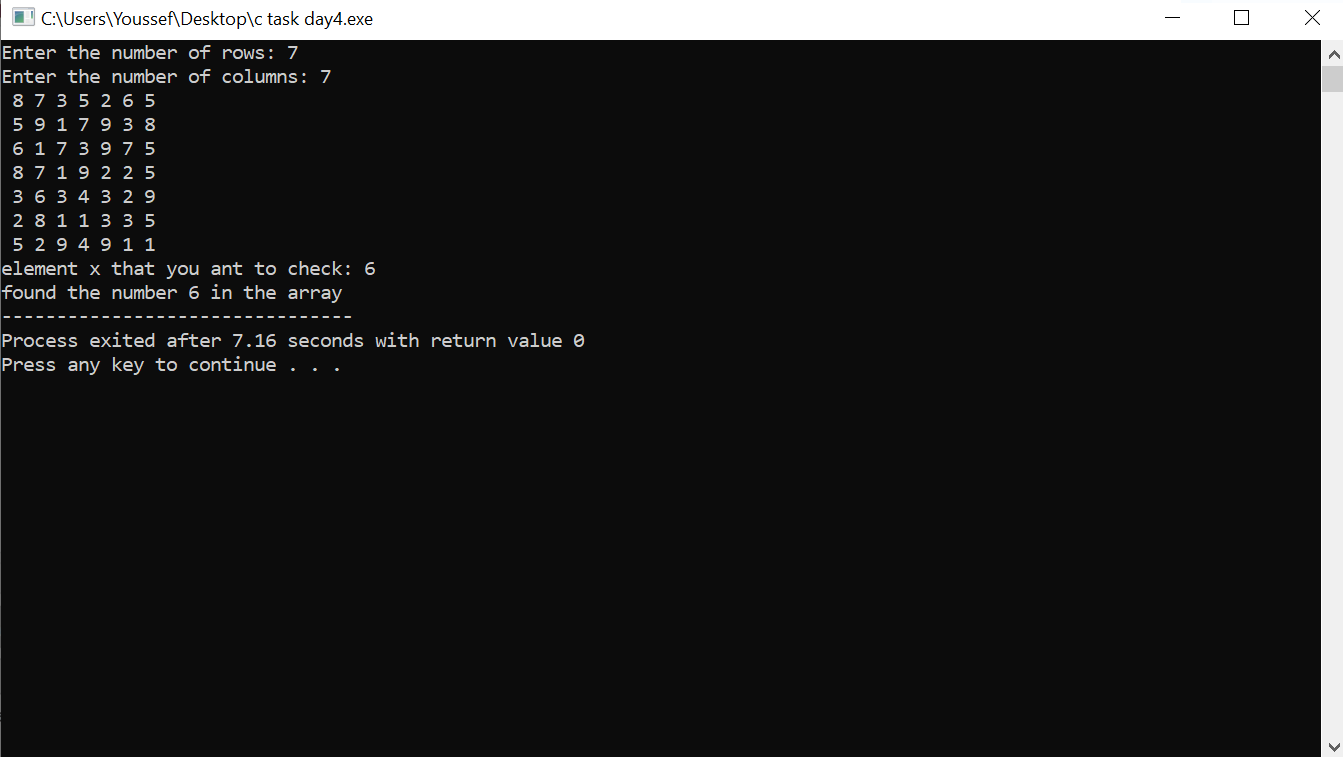 C:\Users\Youssef\Desktop\c task day4.exe
Enter the number of rows: 7
Enter the number of columns: 7
8 7 3 5 2 6 5
5 9 1 7 9 3 8
6 1 7 3 9 7 5
8 7 1 9 2 2 5
3 6 3 4 3 2 9
2 8 1 1 3 3 5
5 2 9 4 9 1 1
element x that you ant to check: 6
found the number 6 in the array
--------------------------------
Process exited after 7.16 seconds with return value 0
Press any key to continue . . .